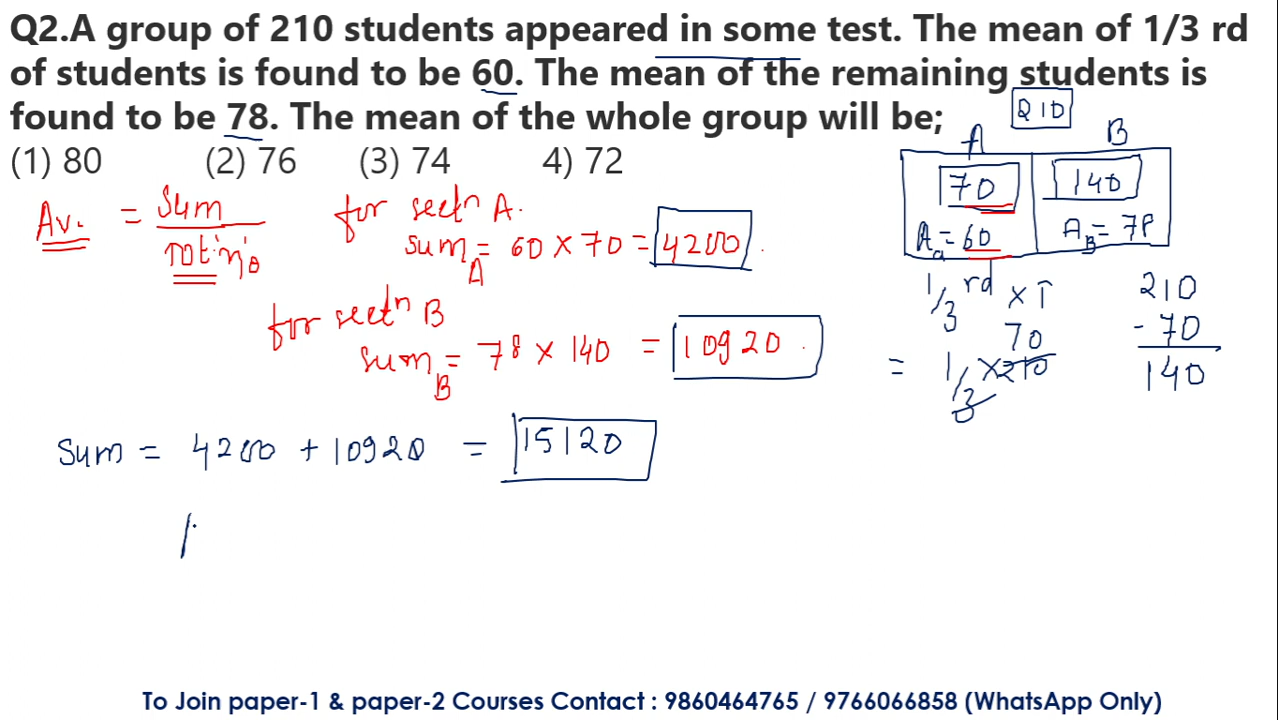 Q2.A group of 210 students appeared in some test. The mean of 1/3 rd
of students is found to be 60. The mean of the remaining students is
found to be 78. The mean of the whole group will be;
(1) 80 (2) 76 (3) 74 4) 72
210
A B
70 140
Aa = 60 AB = 78
Av. = Sum / Tot. no
for sectn A.
sumA = 60 × 70 = 4200
for sectn B
sumB = 78 × 140 = 10920
1/3 rd × T
70
= 1/3 × 210
210
- 70
140
Sum = 4200 + 10920 = 15120
To Join paper-1 & paper-2 Courses Contact : 9860464765 / 9766066858 (WhatsApp Only)